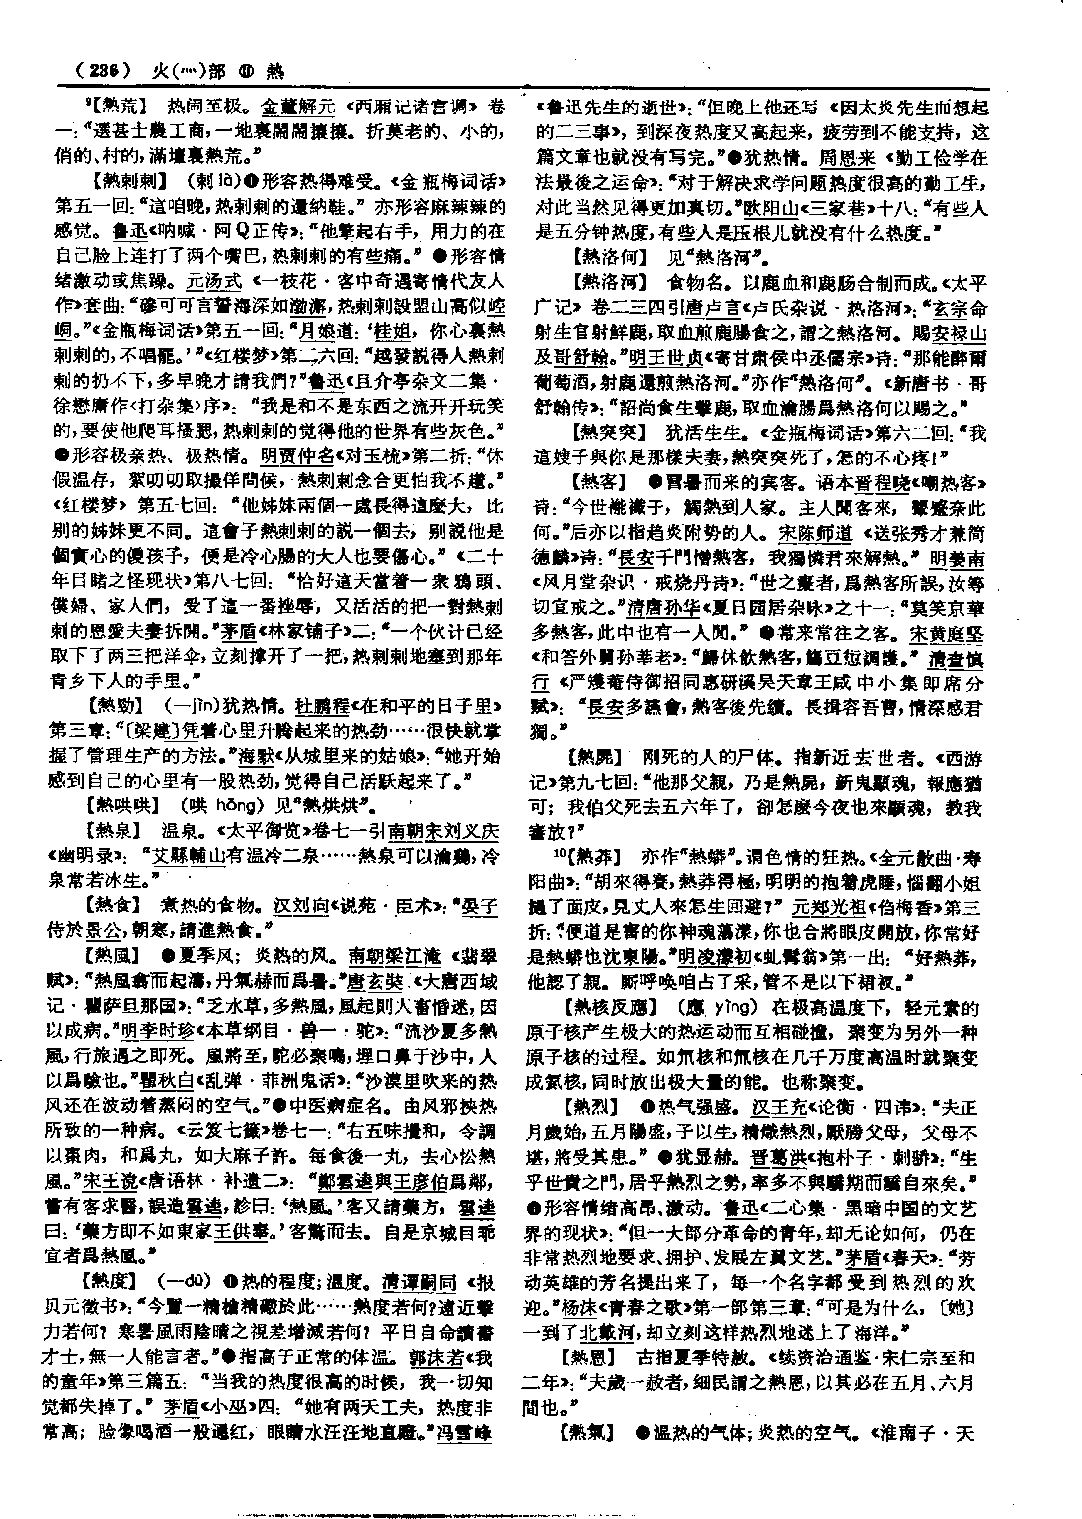 （236） 火(灬)部 ⑪ 熱
⁹【熱荒】 热闹至极。金董解元《西厢记诸宫调》卷
一：“選甚士農工商，一地裏鬧鬧攘攘。折莫老的、小的，
俏的、村的，滿壇裏熱荒。”
【熱剌剌】 （剌 là)❶形容热得难受。《金瓶梅词话》
第五一回：“這咱晚，热剌剌的還納鞋。”亦形容麻辣辣的
感觉。鲁迅《呐喊·阿Q正传》：“他擎起右手，用力的在
自己脸上连打了两个嘴巴，热剌剌的有些痛。”❷形容情
绪激动或焦躁。元汤式《一枝花·客中奇遇寄情代友人
作》套曲：“磣可可言誓海深如渤澥，热剌剌設盟山高似崆
峒。”《金瓶梅词话》第五一回：“月娘道：‘桂姐，你心裏熱
剌剌的，不唱罷。’”《红楼梦》第二六回：“越發説得人熱剌
剌的扔不下，多早晚才請我們？”鲁迅《且介亭杂文二集·
徐懋庸作〈打杂集〉序》：“我是和不是东西之流开开玩笑
的，要使他爬耳搔腮，热剌剌的觉得他的世界有些灰色。”
❸形容极亲热、极热情。明贾仲名《对玉梳》第二折：“休
假温存，絮叨叨取撮佯問候，熱剌剌念合更怕我不趨。”
《红楼梦》第五七回：“他姊妹兩個一處長得這麼大，比
别的姊妹更不同。這會子熱剌剌的説一個去，别説他是
個實心的傻孩子，便是冷心腸的大人也要傷心。”《二十
年目睹之怪现状》第八七回：“恰好這天當着一衆鴉頭、
僕婦、家人們，受了這一番挫辱，又活活的把一對熱剌
剌的恩愛夫妻拆開。”茅盾《林家铺子》二：“一个伙计已经
取下了两三把洋伞，立刻撑开了一把，热剌剌地塞到那年
青乡下人的手里。”
【熱勁】 （—jìn)犹热情。杜鹏程《在和平的日子里》
第三章：“〔梁建〕凭着心里升腾起来的热劲……很快就掌
握了管理生产的方法。”海默《从城里来的姑娘》：“她开始
感到自己的心里有一股热劲，觉得自己活跃起来了。”
【熱哄哄】 （哄 hōng）见“熱烘烘”。
【熱泉】 温泉。《太平御览》卷七一引南朝宋刘义庆
《幽明录》：“艾縣輔山有温冷二泉……熱泉可以瀹鷄，冷
泉常若冰生。”
【熱食】 煮热的食物。汉刘向《说苑·臣术》：“晏子
侍於景公，朝寒，請進熱食。”
【熱風】 ❶夏季风；炎热的风。南朝梁江淹《翡翠
賦》：“熱風翕而起濤，丹氣赫而爲暑。”唐玄奘《大唐西域
记·瞿萨旦那国》：“乏水草，多熱風，風起則人畜惛迷，因
以成病。”明李时珍《本草纲目·兽一·驼》：“流沙夏多熱
風，行旅遇之即死。風將至，駝必聚鳴，埋口鼻于沙中，人
以爲驗也。”瞿秋白《乱弹·菲洲鬼话》：“沙漠里吹来的热
风还在波动着蒸闷的空气。”❷中医病症名。由风邪挟热
所致的一种病。《云笈七籤》卷七一：“右五味攪和，令調
以棗肉，和爲丸，如大麻子許。每食後一丸，去心忪熱
風。”宋王谠《唐语林·补遗二》：“鄭雲逵與王彦伯爲鄰，
嘗有客求醫，誤造雲逵，診曰：‘熱風。’客又請藥方，雲逵
曰：‘藥方即不如東家王供奉。’客驚而去。自是京城目乖
宜者爲熱風。”
【熱度】 （—dù）❶热的程度；温度。清谭嗣同《报
贝元徵书》：“今置一精槍精礮於此……熱度若何？遠近擊
力若何？寒暑風雨陰晴之視差增減若何？平日自命讀書
才士，無一人能言者。”❷指高于正常的体温。郭沫若《我
的童年》第三篇五：“当我的热度很高的时候，我一切知
觉都失掉了。”茅盾《小巫》四：“她有两天工夫，热度非
常高；脸像喝酒一般通红，眼睛水汪汪地直瞪。”冯雪峰
《鲁迅先生的逝世》：“但晚上他还写《因太炎先生而想起
的二三事》，到深夜热度又高起来，疲劳到不能支持，这
篇文章也就没有写完。”❸犹热情。周恩来《勤工俭学在
法最後之运命》：“对于解决求学问题热度很高的勤工生，
对此当然见得更加真切。”欧阳山《三家巷》十八：“有些人
是五分钟热度，有些人是压根儿就没有什么热度。”
【熱洛何】 见“熱洛河”。
【熱洛河】 食物名。以鹿血和鹿肠合制而成。《太平
广记》卷二三四引唐卢言《卢氏杂说·热洛河》：“玄宗命
射生官射鲜鹿，取血煎鹿腸食之，謂之熱洛河。賜安禄山
及哥舒翰。”明王世贞《寄甘肃侯中丞儒宗》诗：“那能醉爾
葡萄酒，射鹿還煎熱洛河。”亦作“熱洛何”。《新唐书·哥
舒翰传》：“詔尚食生擊鹿，取血瀹腸爲熱洛何以賜之。”
【熱突突】 犹活生生。《金瓶梅词话》第六二回：“我
這嫂子與你是那樣夫妻，熱突突死了，怎的不心疼！”
【熱客】 ❶冒暑而来的宾客。语本晋程晓《嘲热客》
诗：“今世褦襶子，觸熱到人家。主人聞客來，顰蹙奈此
何。”后亦以指趋炎附势的人。宋陈师道《送张秀才兼简
德麟》诗：“長安千門憎熱客，我獨憐君來解熱。”明姜南
《风月堂杂识·戒烧丹诗》：“世之癡者，爲熱客所誤，汝等
切宜戒之。”清唐孙华《夏日园居杂咏》之十一：“莫笑京華
多熱客，此中也有一人閒。”❷常来常往之客。宋黄庭坚
《和答外舅孙莘老》：“歸休飲熱客，觴豆愆調護。”清查慎
行《严矱菴侍御招同惠研溪吴天章王咸中小集即席分
赋》：“長安多讌會，熱客後先續。長揖容吾曹，情深感君
獨。”
【熱屍】 刚死的人的尸体。指新近去世者。《西游
记》第九七回：“他那父親，乃是熱屍，新鬼顯魂，報應猶
可；我伯父死去五六年了，卻怎麽今夜也來顯魂，教我
審放？”
¹⁰【熱莽】 亦作“熱蟒”。谓色情的狂热。《全元散曲·寿
阳曲》：“胡來得賽，熱莽得極，明明的抱着虎睡，惱翻小姐
撾了面皮，見丈人來怎生回避？”元郑光祖《㑇梅香》第三
折：“便道是害的你神魂蕩漾，你也合將眼皮開放，你常好
是熱蟒也沈東陽。”明凌濛初《虬髯翁》第一出：“好熱莽，
他認了親。厮呼唤咱占了采，管不是以下裙衩。”
【熱核反應】 （應 yìng）在极高温度下，轻元素的
原子核产生极大的热运动而互相碰撞，聚变为另外一种
原子核的过程。如氘核和氚核在几千万度高温时就聚变
成氦核，同时放出极大量的能。也称聚变。
【熱烈】 ❶热气强盛。汉王充《论衡·四讳》：“夫正
月歲始，五月陽盛，子以生，精熾熱烈，厭勝父母，父母不
堪，將受其患。”❷犹显赫。晋葛洪《抱朴子·刺骄》：“生
乎世貴之門，居乎熱烈之勢，率多不與驕期而驕自來矣。”
❸形容情绪高昂、激动。鲁迅《二心集·黑暗中国的文艺
界的现状》：“但一大部分革命的青年，却无论如何，仍在
非常热烈地要求、拥护、发展左翼文艺。”茅盾《春天》：“劳
动英雄的芳名提出来了，每一个名字都受到热烈的欢
迎。”杨沫《青春之歌》第一部第三章：“可是为什么，〔她〕
一到了北戴河，却立刻这样热烈地迷上了海洋。”
【熱恩】 古指夏季特赦。《续资治通鉴·宋仁宗至和
二年》：“夫歲一赦者，細民謂之熱恩，以其必在五月、六月
間也。”
【熱氣】 ❶温热的气体；炎热的空气。《淮南子·天